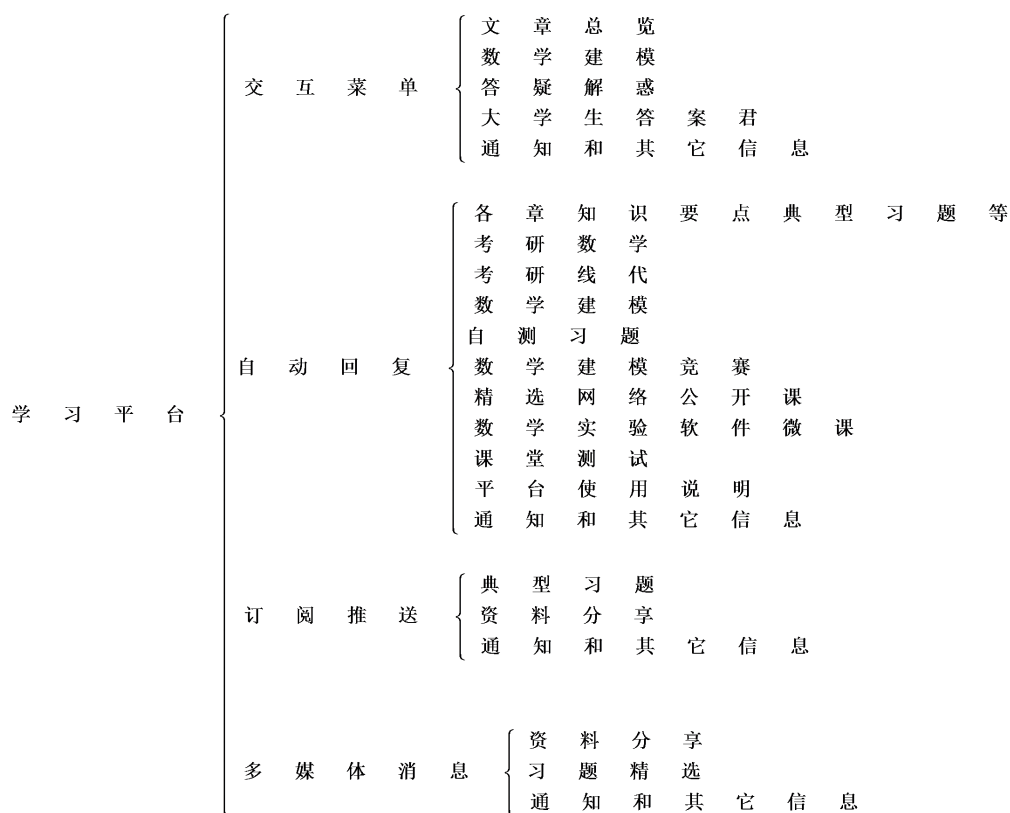 学习平台
交互菜单
文章总览
数学建模
答疑解惑
大学生答案君
通知和其它信息
自动回复
各章知识要点典型习题等
考研数学
考研线代
数学建模
自测习题
数学建模竞赛
精选网络公开课
数学实验软件微课
课堂测试
平台使用说明
通知和其它信息
订阅推送
典型习题
资料分享
通知和其它信息
多媒体消息
资料分享
习题精选
通知和其它信息